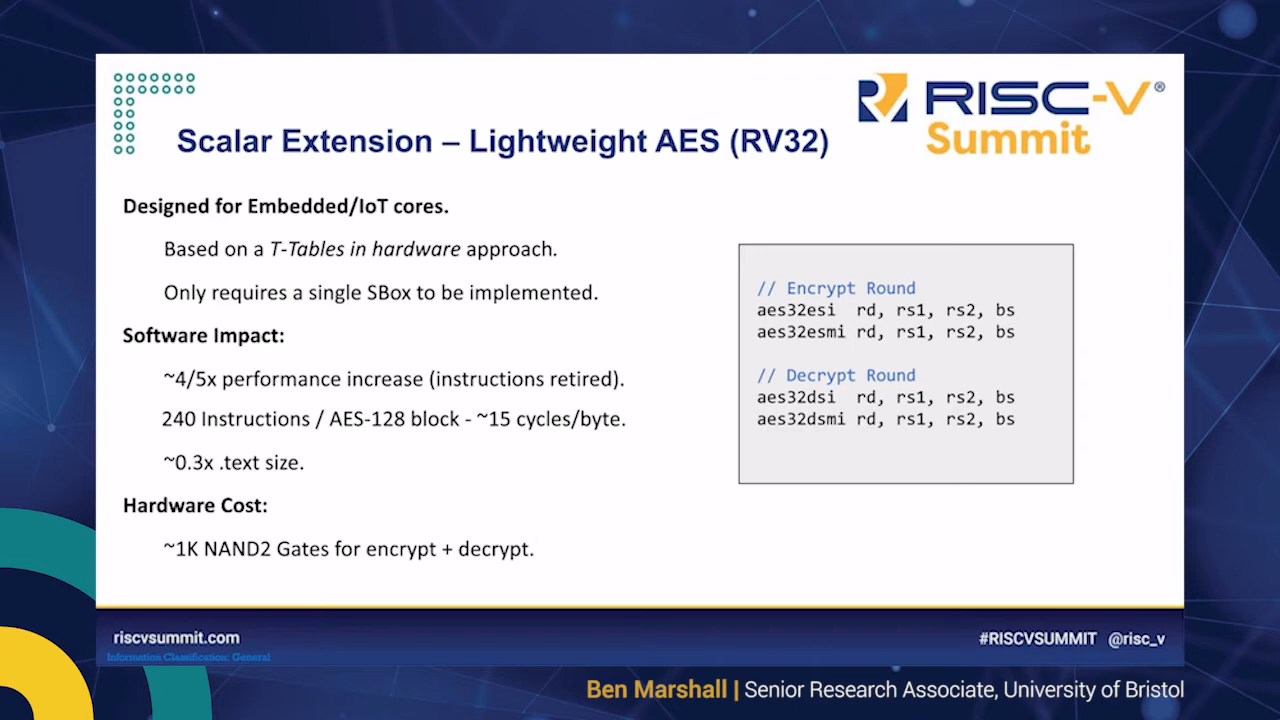 RISC-V®
Summit
Scalar Extension – Lightweight AES (RV32)
Designed for Embedded/IoT cores.
Based on a T-Tables in hardware approach.
Only requires a single SBox to be implemented.
Software Impact:
~4/5x performance increase (instructions retired).
240 Instructions / AES-128 block - ~15 cycles/byte.
~0.3x .text size.
Hardware Cost:
~1K NAND2 Gates for encrypt + decrypt.
// Encrypt Round
aes32esi rd, rs1, rs2, bs
aes32esmi rd, rs1, rs2, bs
// Decrypt Round
aes32dsi rd, rs1, rs2, bs
aes32dsmi rd, rs1, rs2, bs
riscvsummit.com
#RISCVSUMMIT @risc_v
Information Classification: General
Ben Marshall | Senior Research Associate, University of Bristol